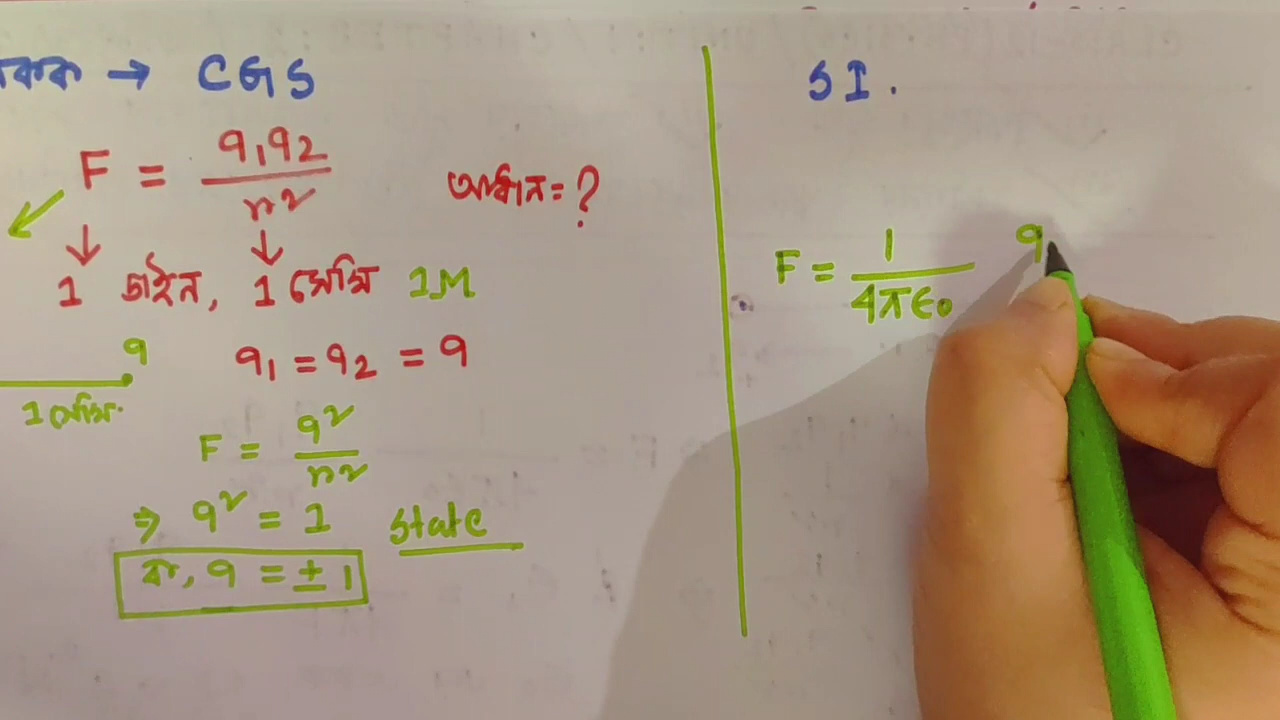 একক → CGS
F = q₁q₂ / r²
আধান = ?
↓ ↓
1 ডাইন, 1 সেমি 1M
q
1 সেমি.
q₁ = q₂ = q
F = q² / r²
⇒ q² = 1 state
বা, q = ± 1
SI.
F = 1 / 4πϵ₀ q